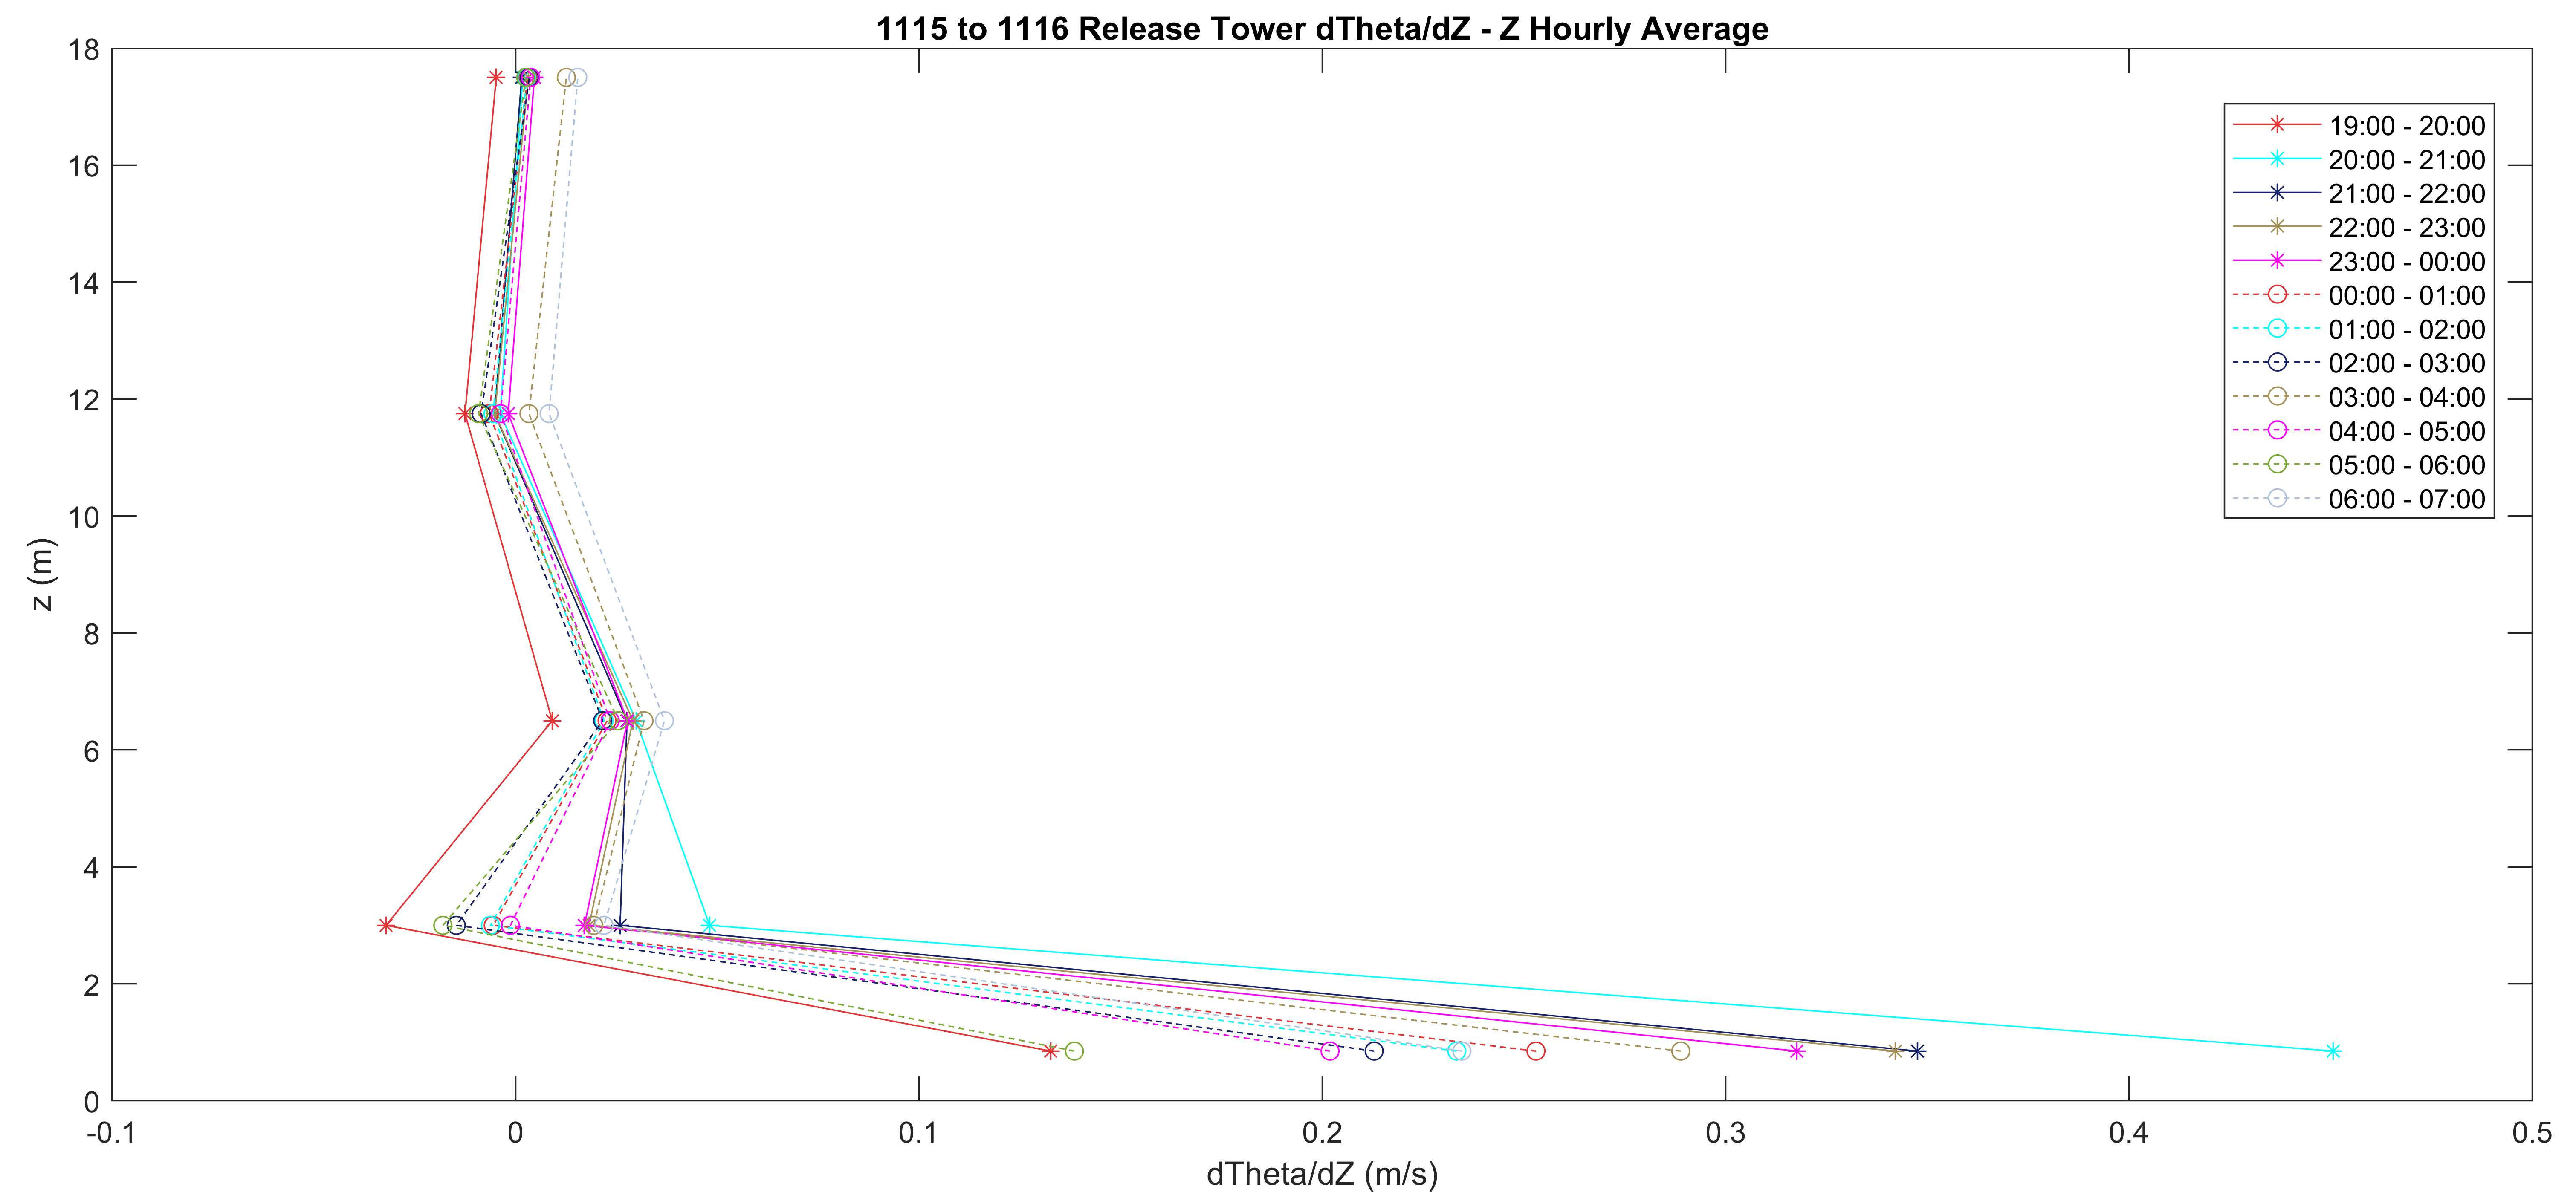 1115 to 1116 Release Tower dTheta/dZ - Z Hourly Average
18
16
14
12
10
8
6
4
2
0
z (m)
19:00 - 20:00
20:00 - 21:00
21:00 - 22:00
22:00 - 23:00
23:00 - 00:00
00:00 - 01:00
01:00 - 02:00
02:00 - 03:00
03:00 - 04:00
04:00 - 05:00
05:00 - 06:00
06:00 - 07:00
-0.1 0 0.1 0.2 0.3 0.4 0.5
dTheta/dZ (m/s)